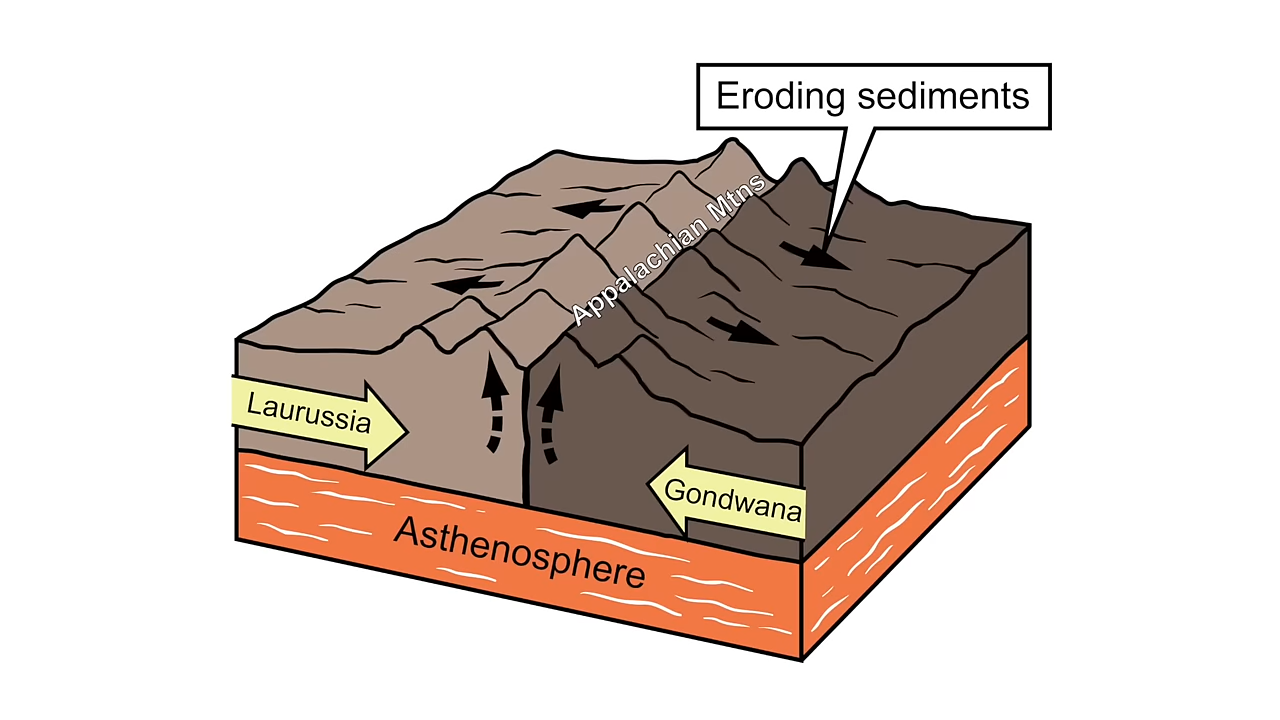 Eroding sediments
Appalachian Mtns
Laurussia
Gondwana
Asthenosphere